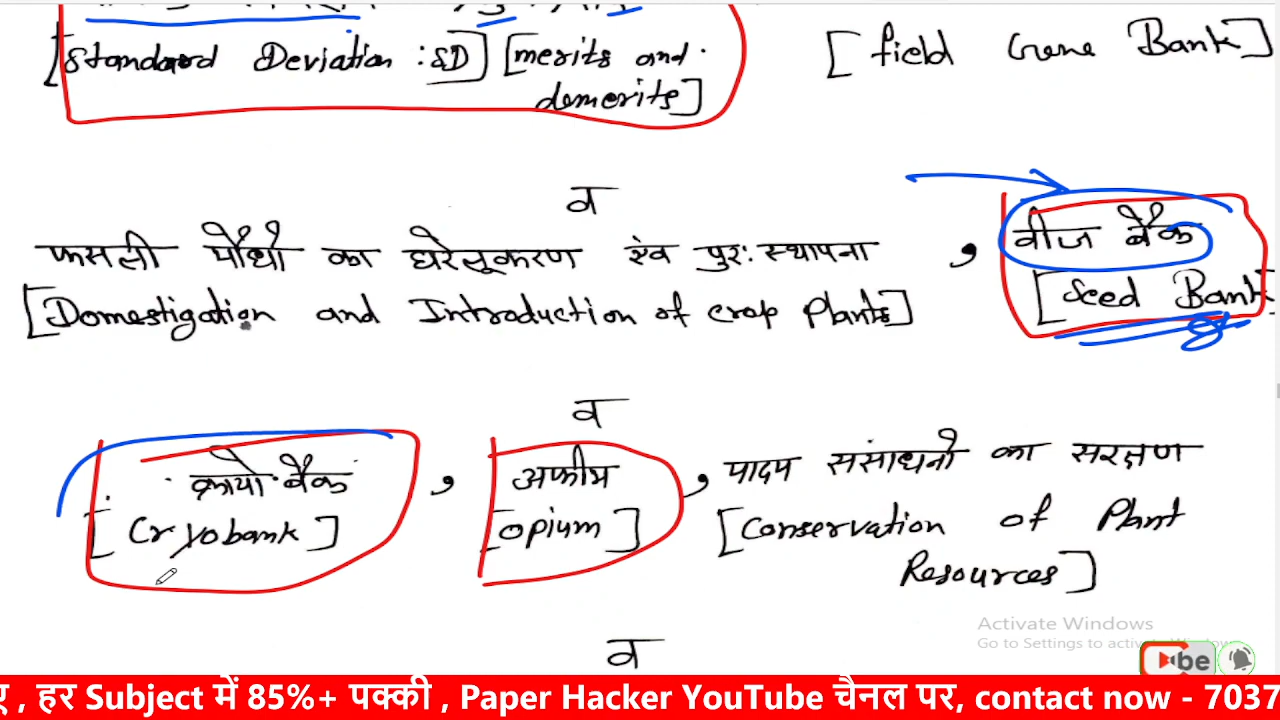 [Standard Deviation : SD] [merits and demerits]
[field Gene Bank]
व
फसली पौधो का घरेलूकरण एंव पुरः स्थापना , बीज बैंक
[Domestigation and Introduction of crop Plants] [Seed Bank
व
क्रायो बैंक , अफीम , पादप संसाधनो का सरक्षण
[Cryobank] [opium] [Conservation of Plant
Resources]
Activate Windows
Go to Settings to activate Windows.
व
be
, हर Subject में 85%+ पक्की , Paper Hacker YouTube चैनल पर, contact now - 7037